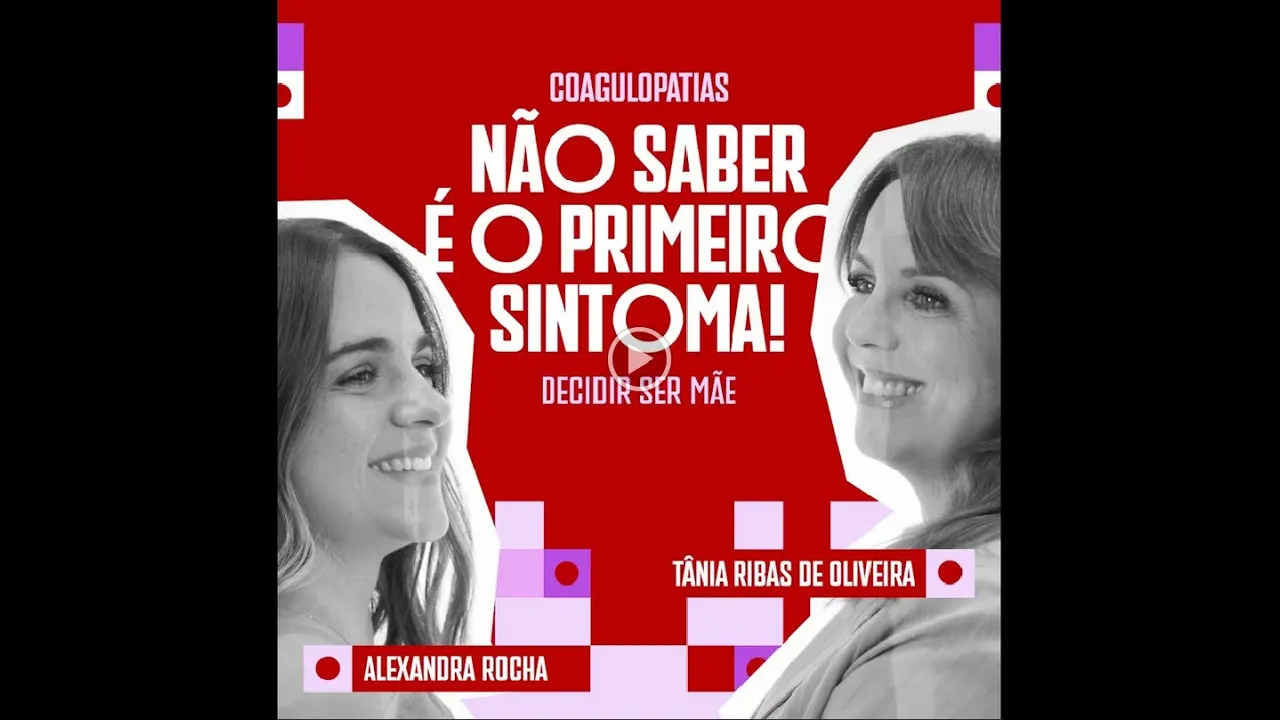 COAGULOPATIAS
NÃO SABER
É O PRIMEIRO
SINTOMA!
DECIDIR SER MÃE
TÂNIA RIBAS DE OLIVEIRA
ALEXANDRA ROCHA